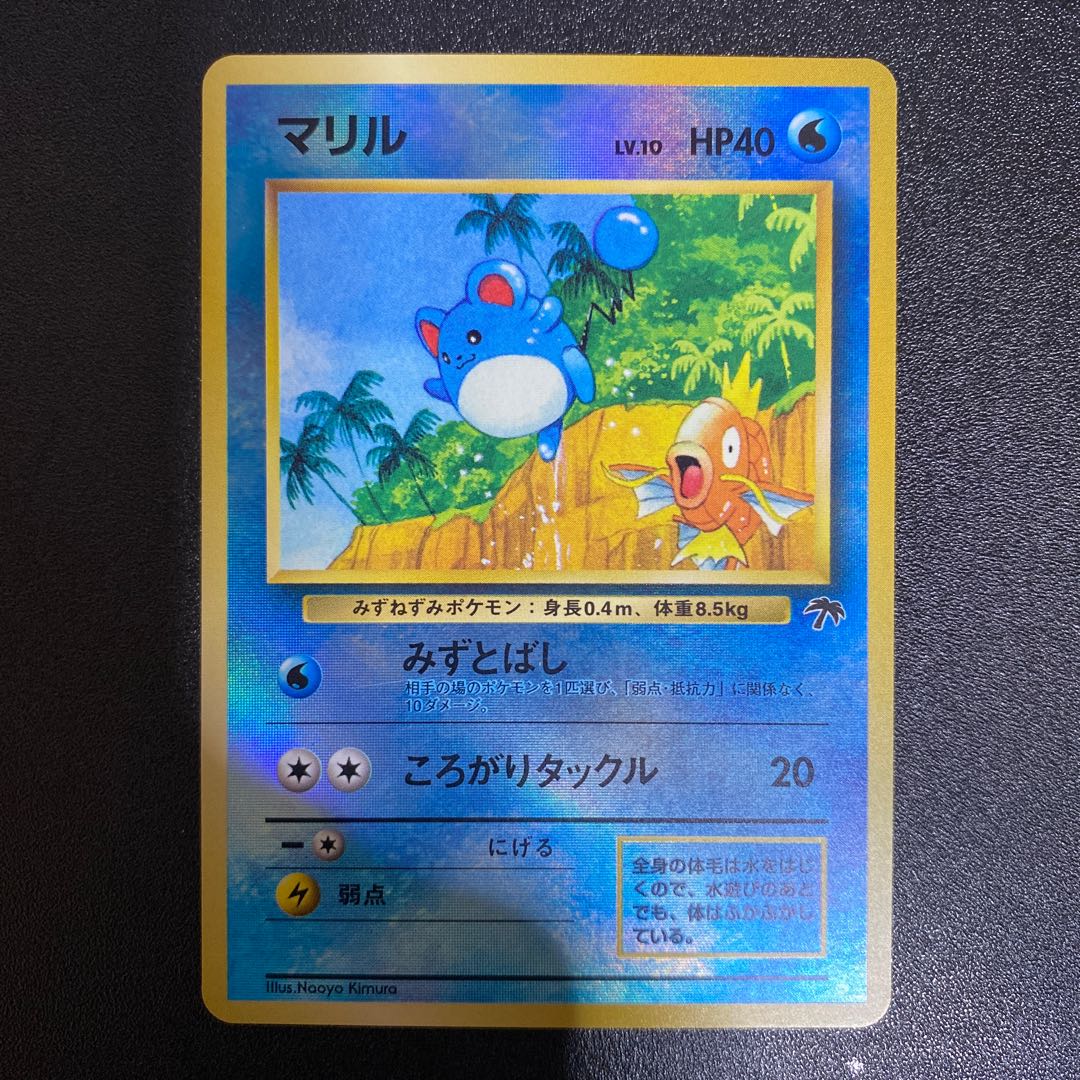 マリル LV.10 HP40
みずねずみポケモン：身長0.4m、体重8.5kg
みずとばし
相手の場のポケモンを1匹選び、「弱点・抵抗力」に関係なく、
10ダメージ。
ころがりタックル 20
にげる
弱点
全身の体毛は水をはじ
くので、水遊びのあと
でも、体はふかふかし
ている。
Illus.Naoyo Kimura